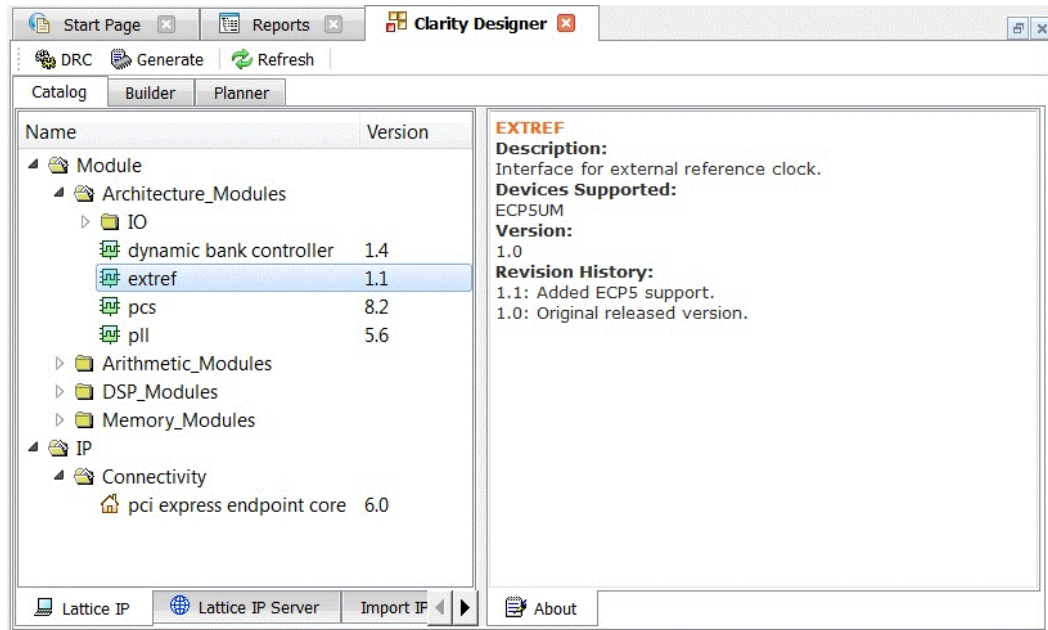 Start Page Reports Clarity Designer
DRC Generate Refresh
Catalog Builder Planner
Name Version
Module
Architecture_Modules
IO
dynamic bank controller 1.4
extref 1.1
pcs 8.2
pll 5.6
Arithmetic_Modules
DSP_Modules
Memory_Modules
IP
Connectivity
pci express endpoint core 6.0
Lattice IP Lattice IP Server Import IP
EXTREF
Description:
Interface for external reference clock.
Devices Supported:
ECP5UM
Version:
1.0
Revision History:
1.1: Added ECP5 support.
1.0: Original released version.
About